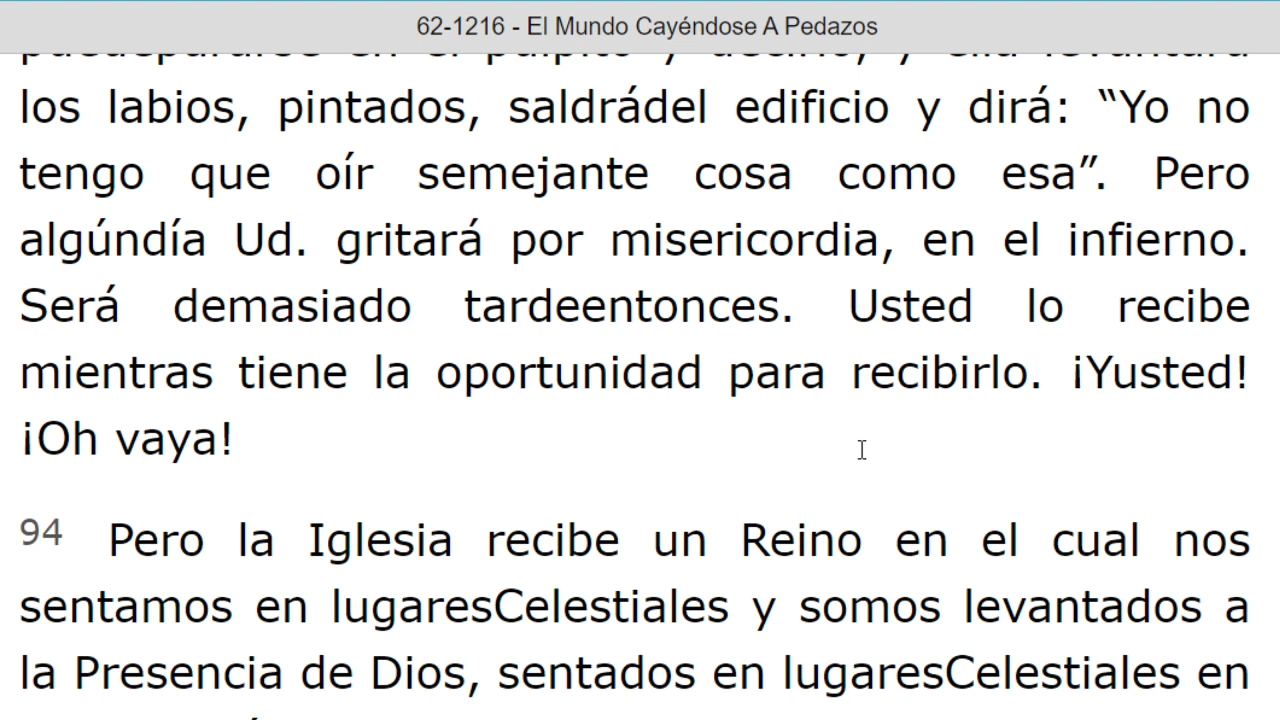 62-1216 - El Mundo Cayéndose A Pedazos
los labios, pintados, saldrádel edificio y dirá: “Yo no
tengo que oír semejante cosa como esa”. Pero
algúndía Ud. gritará por misericordia, en el infierno.
Será demasiado tardeentonces. Usted lo recibe
mientras tiene la oportunidad para recibirlo. ¡Yusted!
¡Oh vaya!
94 Pero la Iglesia recibe un Reino en el cual nos
sentamos en lugaresCelestiales y somos levantados a
la Presencia de Dios, sentados en lugaresCelestiales en